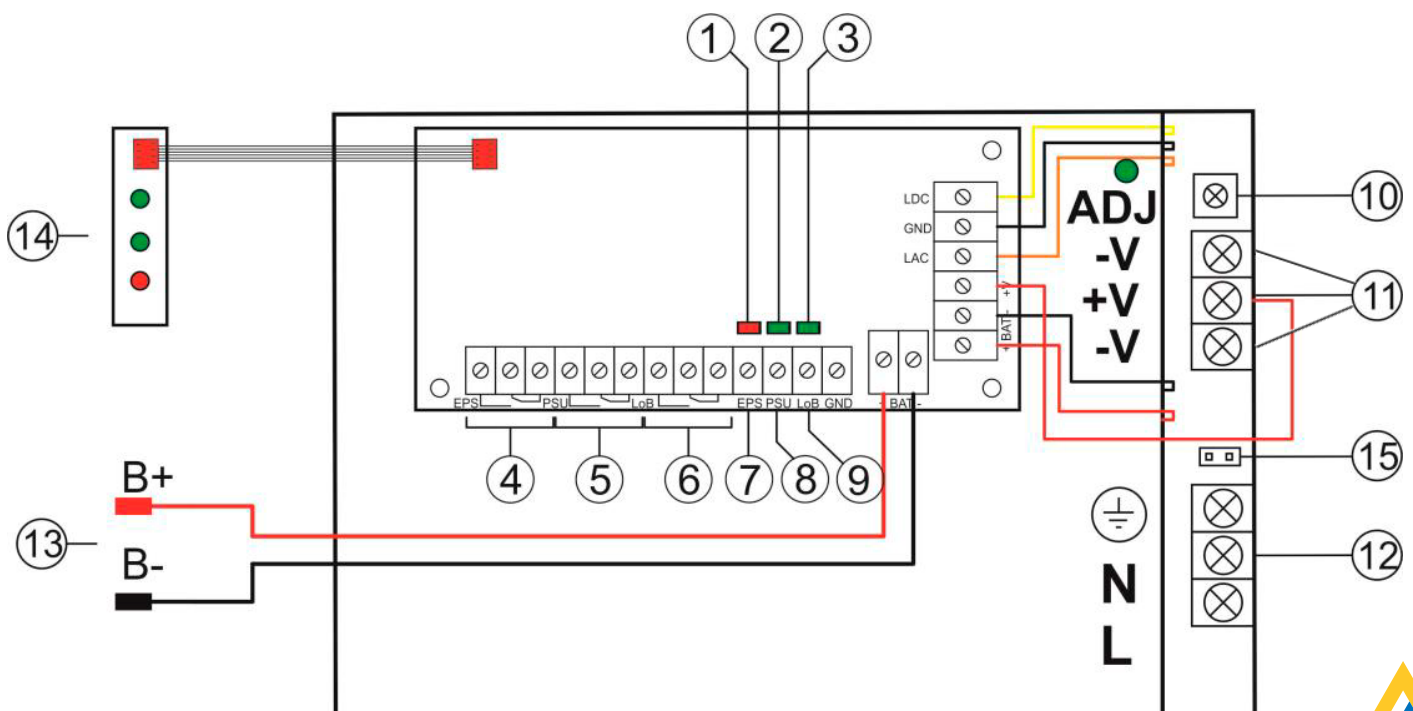 1 2 3
14
LDC
GND
LAC
+V
- BAT +
ADJ
-V
+V
-V
10
11
EPS PSU LoB EPS PSU LoB GND + BAT -
4 5 6 7 8 9
15
B+
13
B-
N
L
12